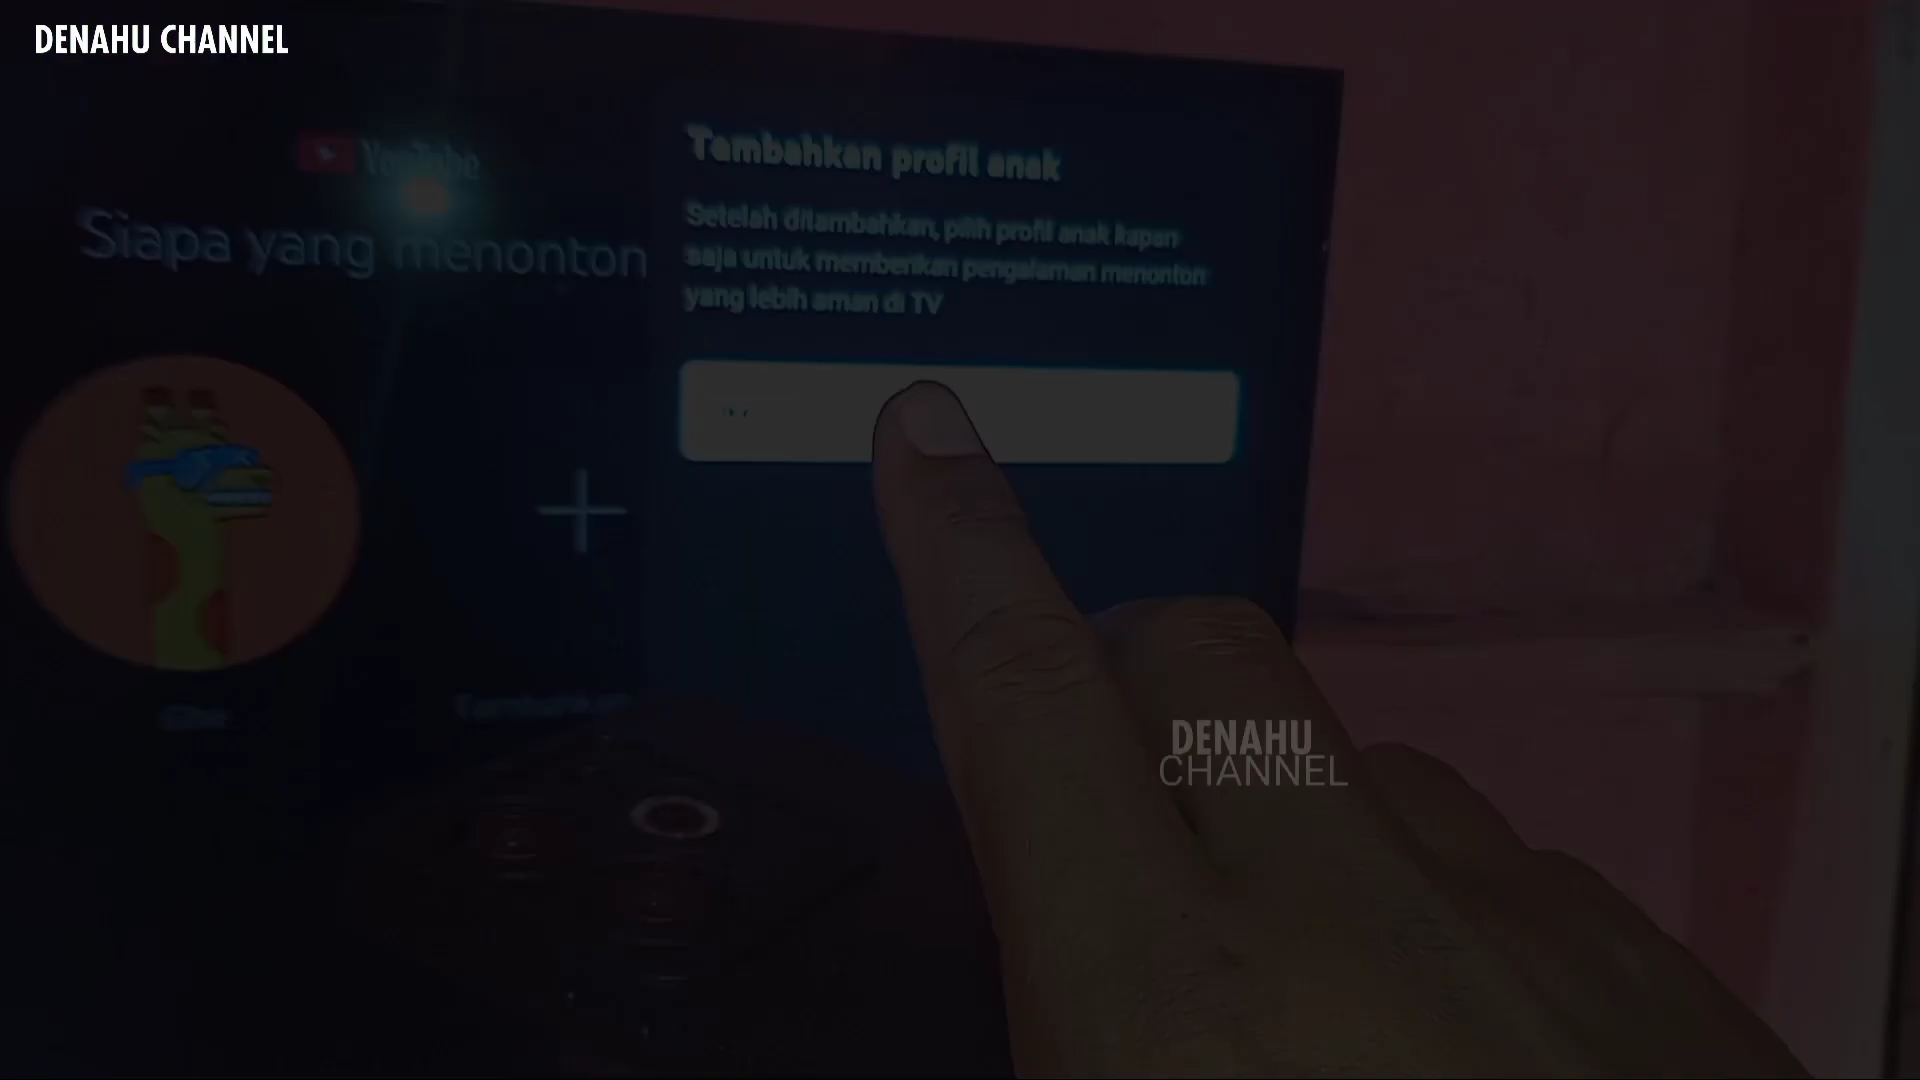 DENAHU CHANNEL
YouTube
Siapa yang menonton
Tambahkan profil anak
Setelah ditambahkan, pilih profil anak kapan
saja untuk memberikan pengalaman menonton
yang lebih aman di TV
Tambahkan
DENAHU
CHANNEL